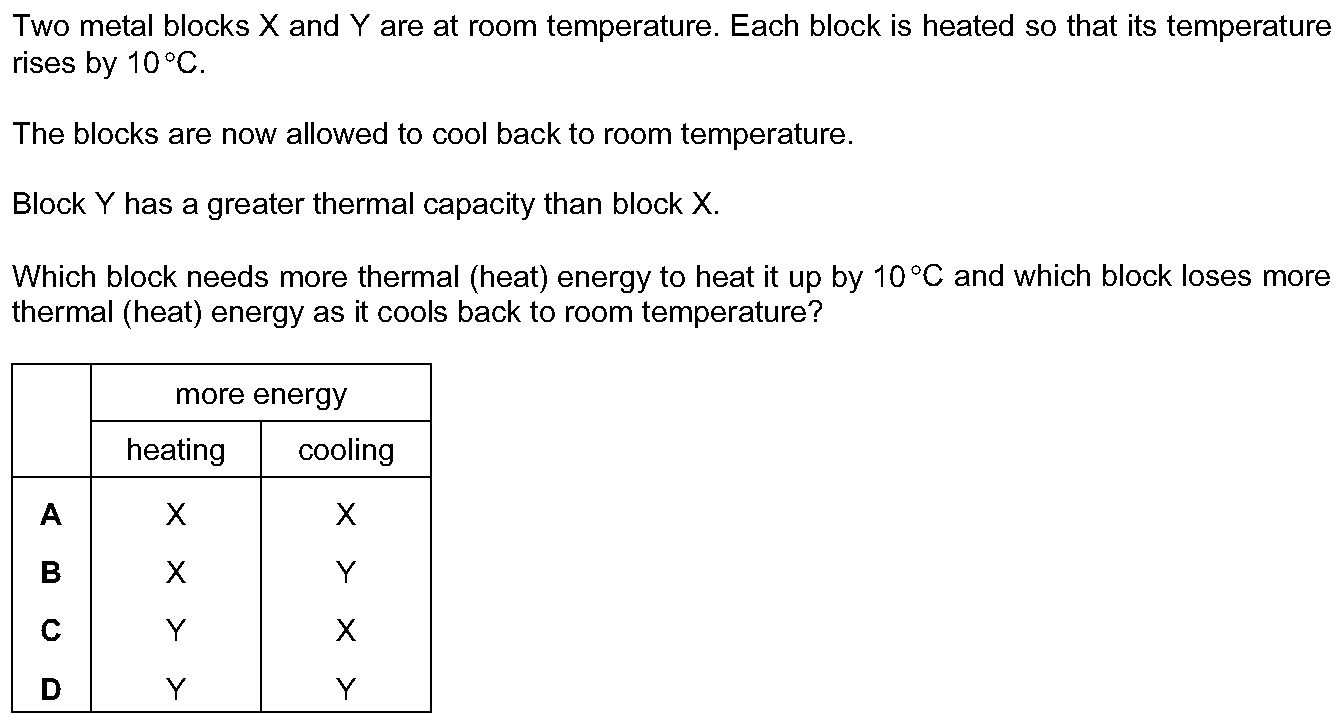 Two metal blocks X and Y are at room temperature. Each block is heated so that its temperature
rises by 10 °C.
The blocks are now allowed to cool back to room temperature.
Block Y has a greater thermal capacity than block X.
Which block needs more thermal (heat) energy to heat it up by 10 °C and which block loses more
thermal (heat) energy as it cools back to room temperature?
more energy
heating cooling
A X X
B X Y
C Y X
D Y Y